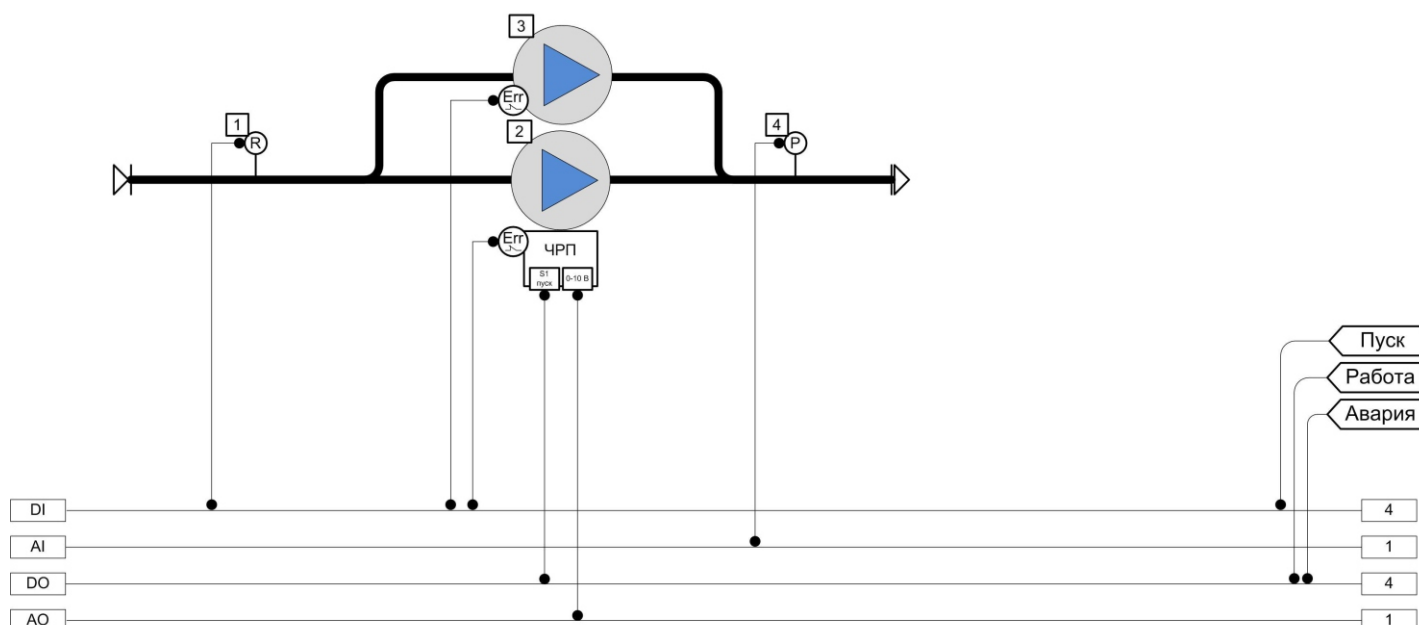 3
Err
1
R
2
4
P
Err
ЧРП
S1
пуск
0-10 В
Пуск
Работа
Авария
DI
4
AI
1
DO
4
AO
1